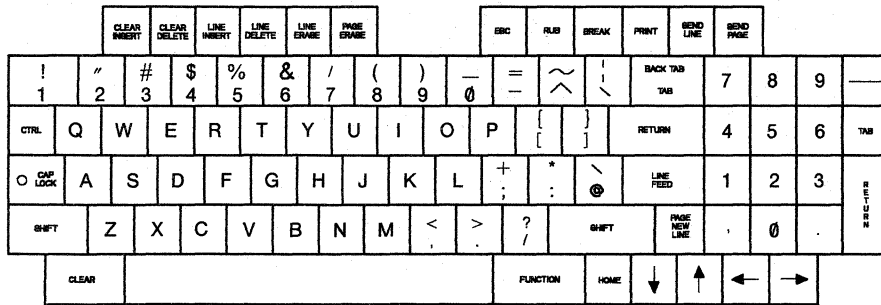 CLEAR INSERT CLEAR DELETE LINE INSERT LINE DELETE LINE ERASE PAGE ERASE ESC RUB BREAK PRINT SEND LINE SEND PAGE
! " # $ % & / ( ) _ = ~ ¦ BACK TAB
1 2 3 4 5 6 7 8 9 0 - ^ \ TAB 7 8 9 —
CTRL Q W E R T Y U I O P { [ } ] RETURN 4 5 6 TAB
CAP LOCK A S D F G H J K L + ; * : \ @ LINE FEED 1 2 3 RETURN
SHIFT Z X C V B N M < , > . ? / SHIFT PAGE NEW LINE , 0 .
CLEAR FUNCTION HOME ↓ ↑ ← →